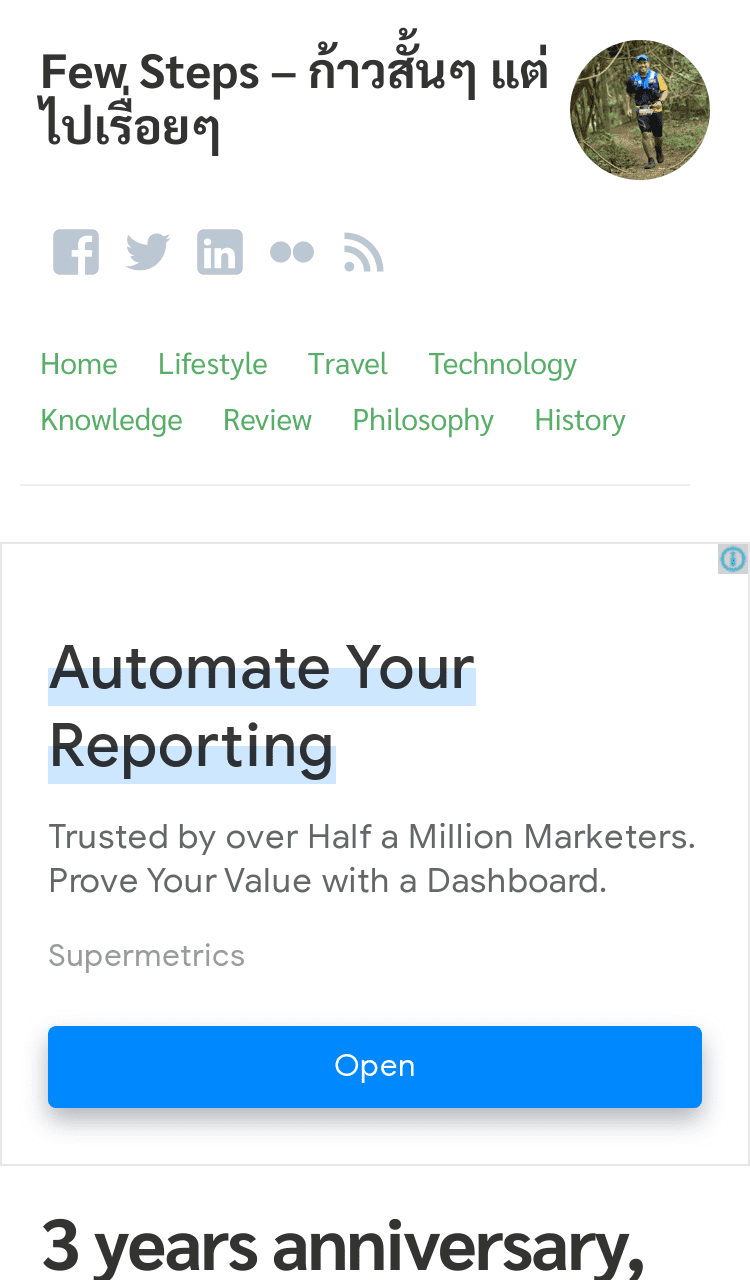 Few Steps – ก้าวสั้นๆ แต่
ไปเรื่อยๆ
Home Lifestyle Travel Technology
Knowledge Review Philosophy History
Automate Your
Reporting
Trusted by over Half a Million Marketers.
Prove Your Value with a Dashboard.
Supermetrics
Open
3 years anniversary,